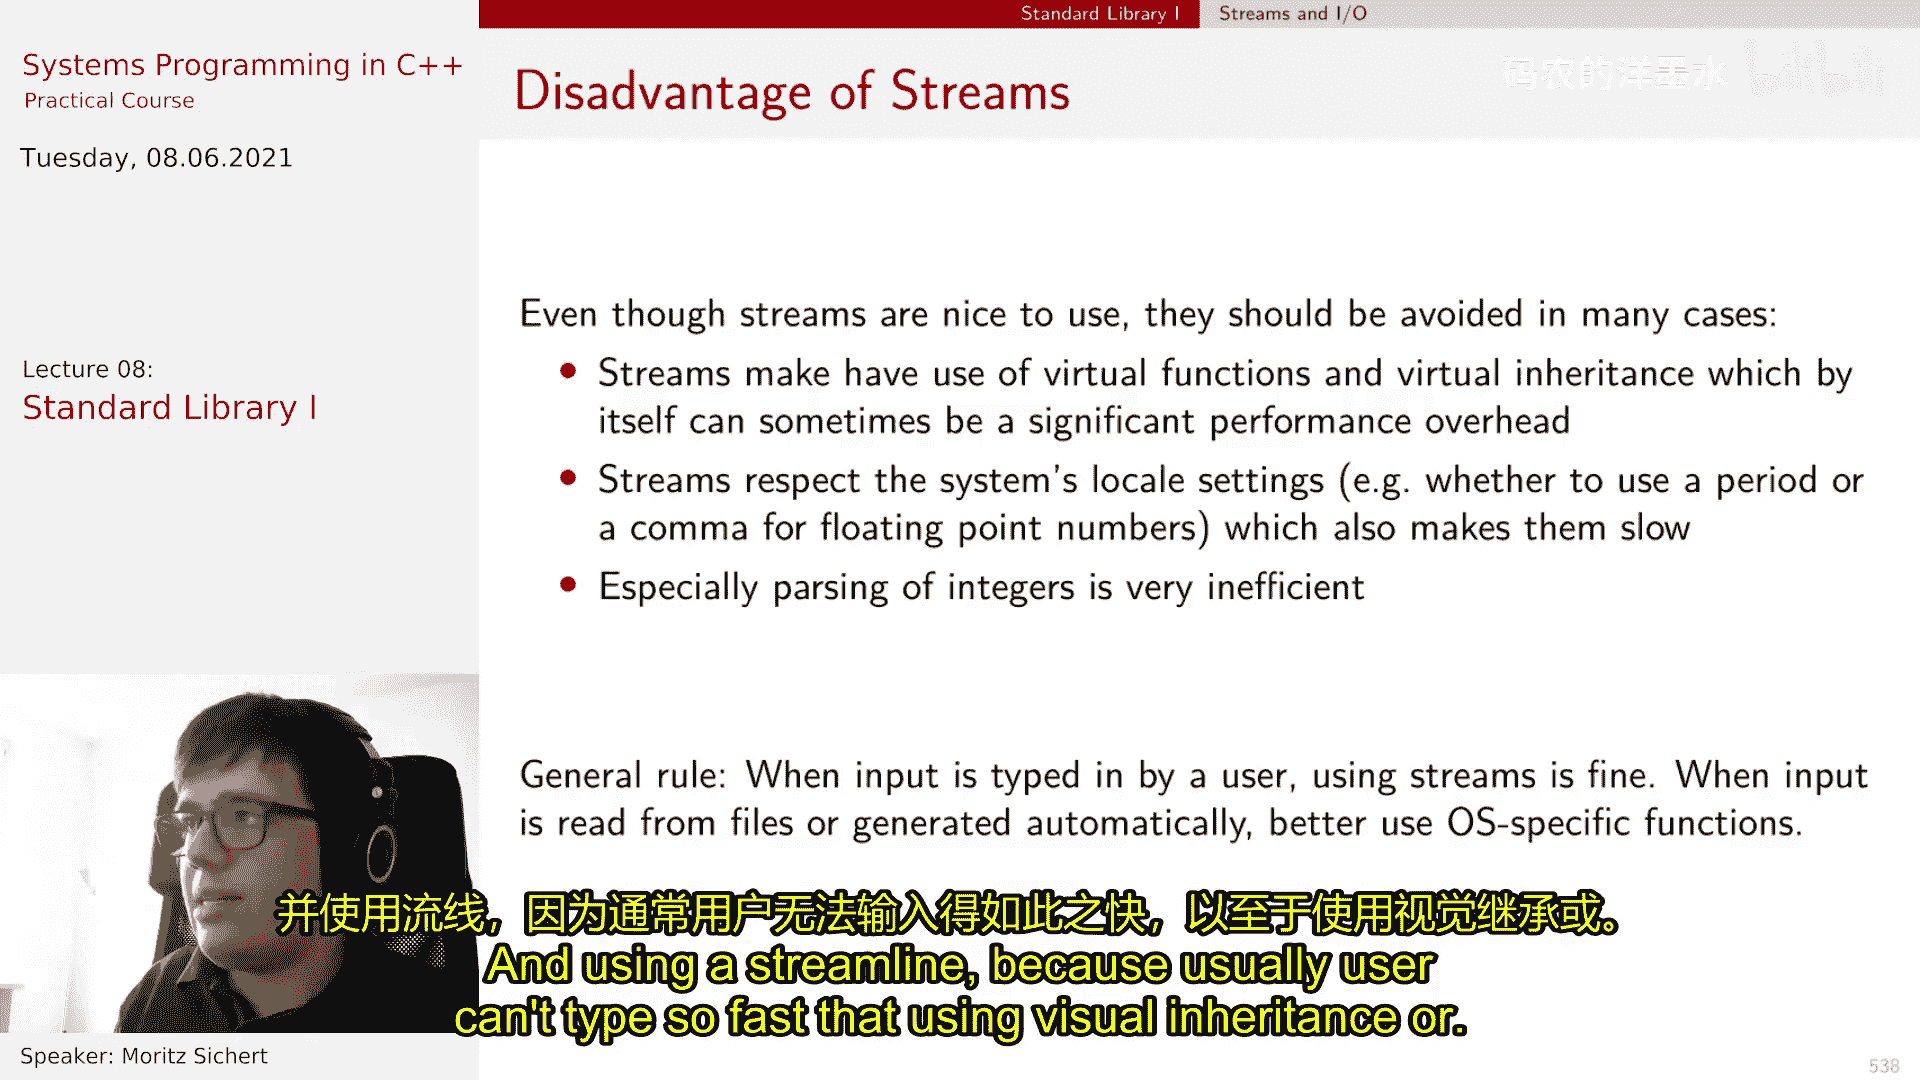 Standard Library I
Streams and I/O
Systems Programming in C++
Practical Course
Tuesday, 08.06.2021
Lecture 08:
Standard Library I
Disadvantage of Streams
码农的洋墨水 bilibili
Even though streams are nice to use, they should be avoided in many cases:
• Streams make have use of virtual functions and virtual inheritance which by
itself can sometimes be a significant performance overhead
• Streams respect the system's locale settings (e.g. whether to use a period or
a comma for floating point numbers) which also makes them slow
• Especially parsing of integers is very inefficient
General rule: When input is typed in by a user, using streams is fine. When input
is read from files or generated automatically, better use OS-specific functions.
并使用流线，因为通常用户无法输入得如此之快，以至于使用视觉继承或。
And using a streamline, because usually user
can't type so fast that using visual inheritance or.
Speaker: Moritz Sichert
538